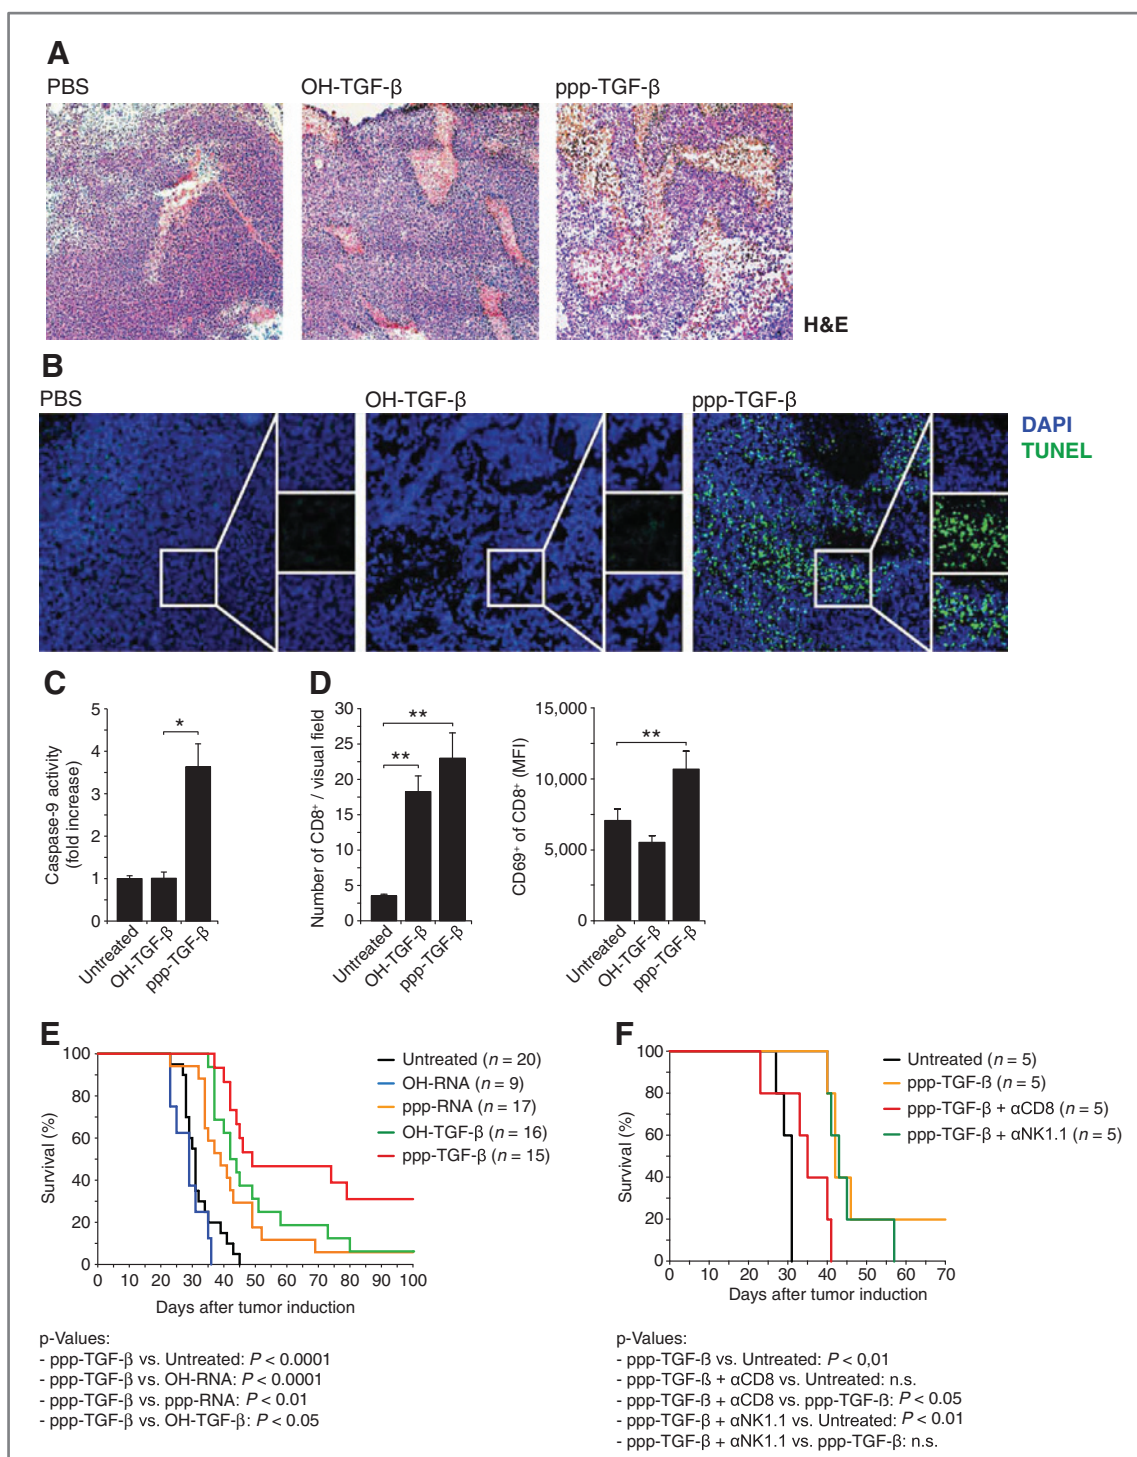 A
PBS
OH-TGF-β
ppp-TGF-β
H&E
B
PBS
OH-TGF-β
ppp-TGF-β
DAPI
TUNEL
C
Caspase-9 activity
(fold increase)
5
4
3
2
1
0
*
Untreated
OH-TGF-β
ppp-TGF-β
D
Number of CD8⁺ / visual field
30
25
20
15
10
5
0
**
**
Untreated
OH-TGF-β
ppp-TGF-β
CD69⁺ of CD8⁺ (MFI)
15,000
10,000
5,000
0
**
Untreated
OH-TGF-β
ppp-TGF-β
E
Survival (%)
100
80
60
40
20
0
0 10 20 30 40 50 60 70 80 90 100
Days after tumor induction
Untreated (n = 20)
OH-RNA (n = 9)
ppp-RNA (n = 17)
OH-TGF-β (n = 16)
ppp-TGF-β (n = 15)
p-Values:
- ppp-TGF-β vs. Untreated: P < 0.0001
- ppp-TGF-β vs. OH-RNA: P < 0.0001
- ppp-TGF-β vs. ppp-RNA: P < 0.01
- ppp-TGF-β vs. OH-TGF-β: P < 0.05
F
Survival (%)
100
80
60
40
20
0
0 10 20 30 40 50 60 70
Days after tumor induction
Untreated (n = 5)
ppp-TGF-ß (n = 5)
ppp-TGF-β + αCD8 (n = 5)
ppp-TGF-β + αNK1.1 (n = 5)
p-Values:
- ppp-TGF-ß vs. Untreated: P < 0,01
- ppp-TGF-ß + αCD8 vs. Untreated: n.s.
- ppp-TGF-ß + αCD8 vs. ppp-TGF-ß: P < 0.05
- ppp-TGF-β + αNK1.1 vs. Untreated: P < 0.01
- ppp-TGF-β + αNK1.1 vs. ppp-TGF-β: n.s.